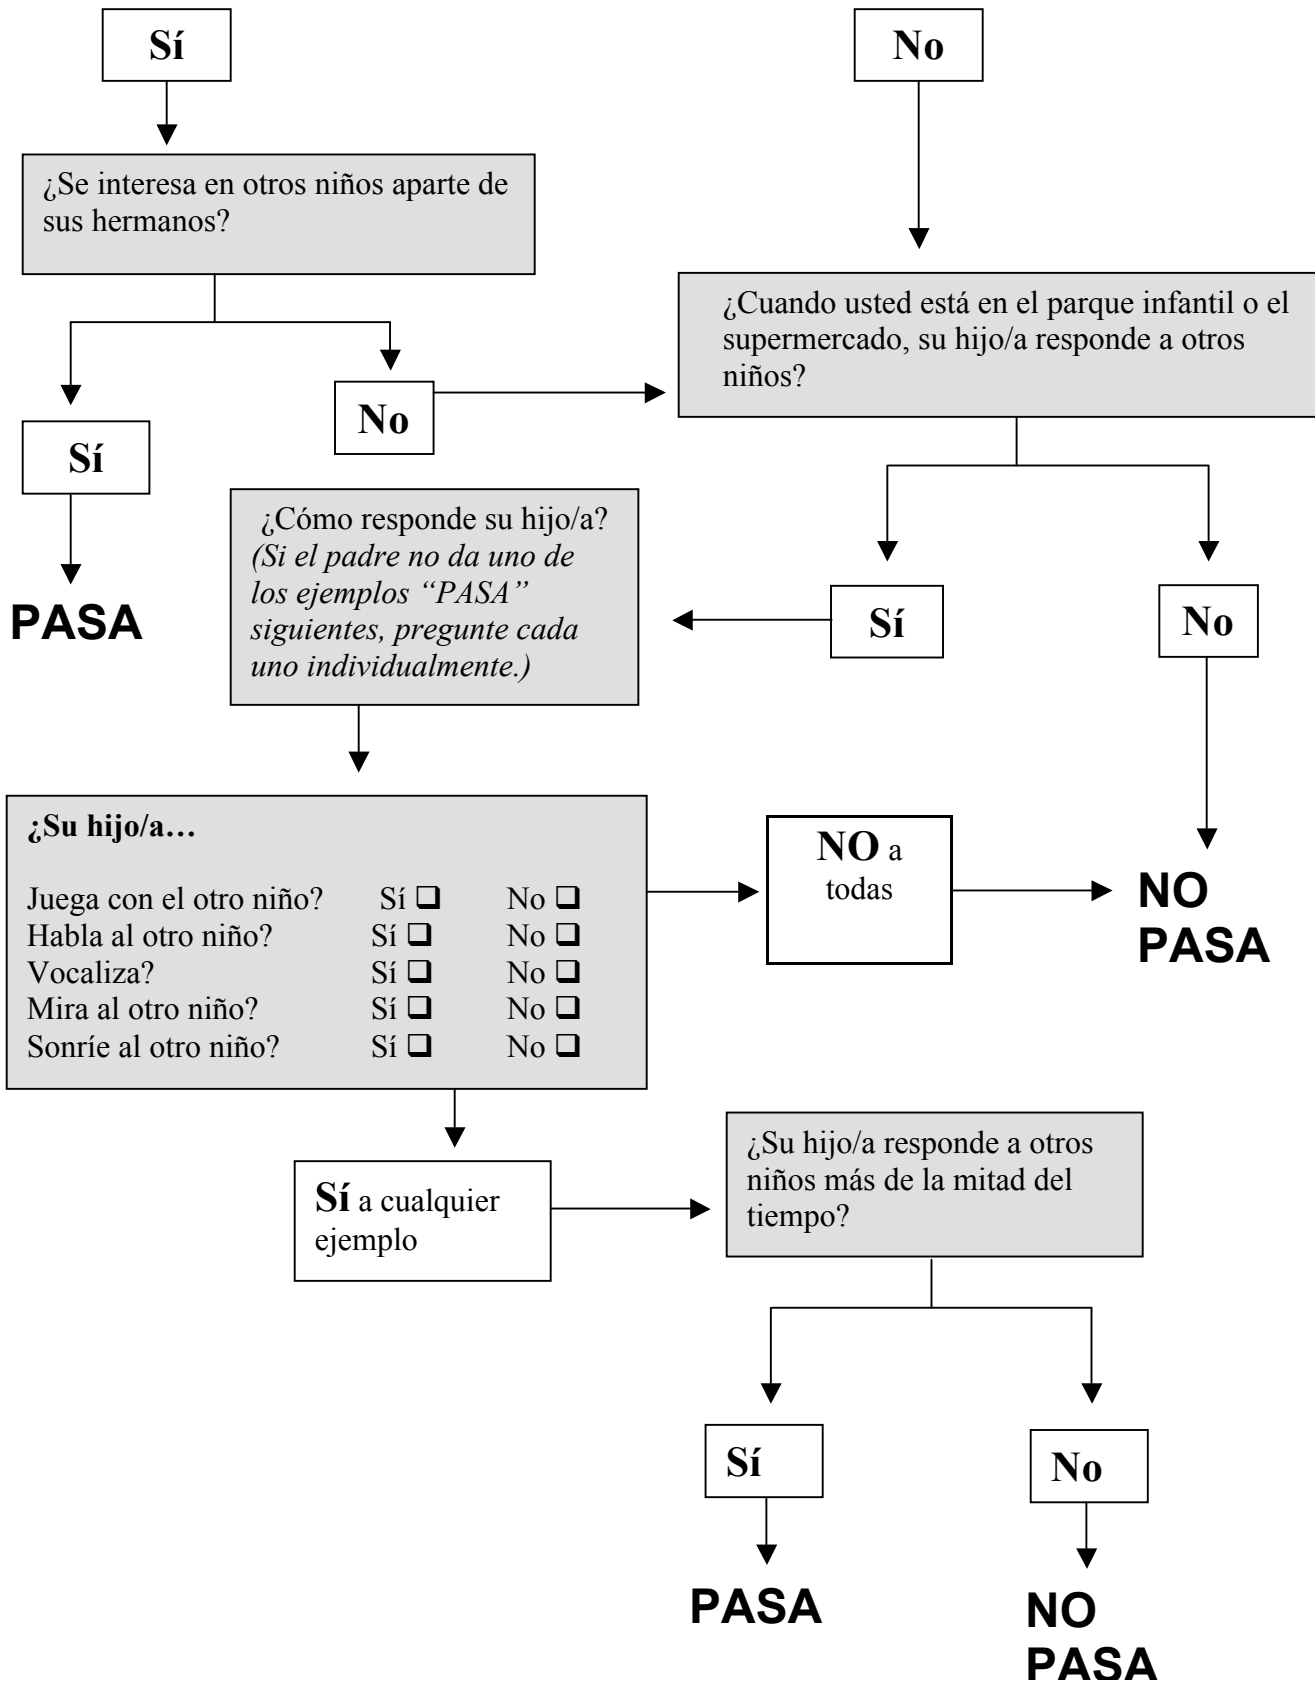 Sí
No
¿Se interesa en otros niños aparte de
sus hermanos?
¿Cuando usted está en el parque infantil o el
supermercado, su hijo/a responde a otros
niños?
Sí
No
PASA
¿Cómo responde su hijo/a?
(Si el padre no da uno de
los ejemplos “PASA”
siguientes, pregunte cada
uno individualmente.)
Sí
No
¿Su hijo/a…
Juega con el otro niño? Sí ❑ No ❑
Habla al otro niño? Sí ❑ No ❑
Vocaliza? Sí ❑ No ❑
Mira al otro niño? Sí ❑ No ❑
Sonríe al otro niño? Sí ❑ No ❑
NO a
todas
NO
PASA
Sí a cualquier
ejemplo
¿Su hijo/a responde a otros
niños más de la mitad del
tiempo?
Sí
No
PASA
NO
PASA